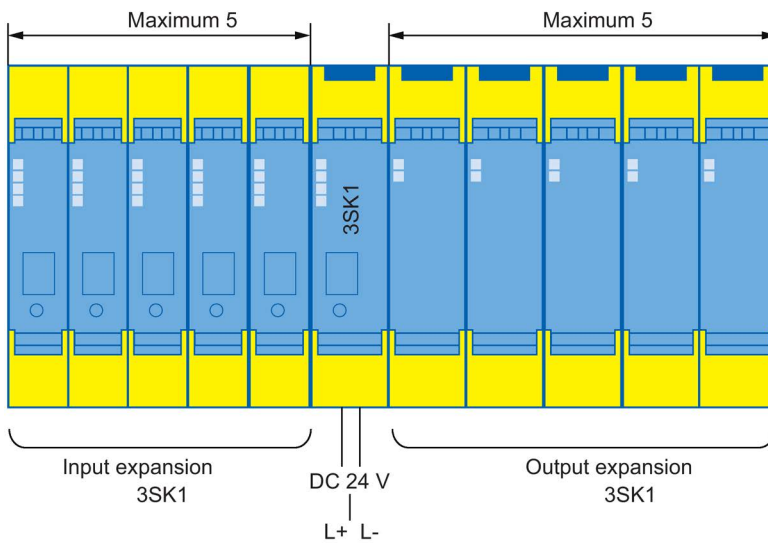 Maximum 5
Maximum 5
3SK1
Input expansion
3SK1
DC 24 V
Output expansion
3SK1
L+ L-